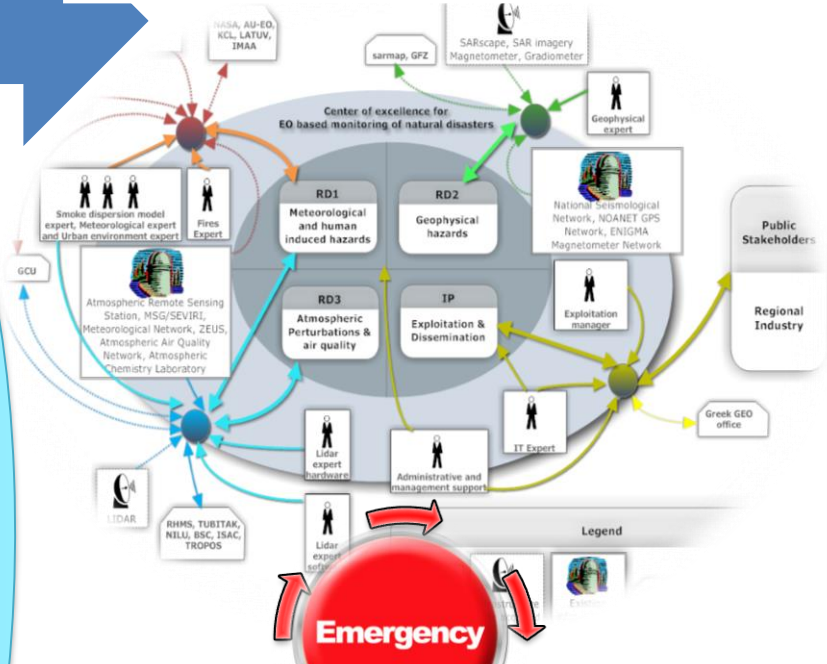 NASA, AU-EO,
KCL, LATUV,
IMAA
sarmap, GFZ
SARscape, SAR imagery
Magnetometer, Gradiometer
Geophysical
expert
Center of excellence for
EO based monitoring of natural disasters
Smoke dispersion model
expert, Meteorological expert
and Urban environment expert
Fires
Expert
RD1
Meteorological
and human
induced hazards
RD2
Geophysical
hazards
National Seismological
Network, NOANET GPS
Network, ENIGMA
Magnetometer Network
Public
Stakeholders
Regional
Industry
GCU
Atmospheric Remote Sensing
Station, MSG/SEVIRI,
Meteorological Network, ZEUS,
Atmospheric Air Quality
Network, Atmospheric
Chemistry Laboratory
RD3
Atmospheric
Perturbations &
air quality
IP
Exploitation &
Dissemination
Exploitation
manager
Lidar
expert
hardware
Administrative and
management support
IT Expert
Greek GEO
office
LIDAR
RHMS, TUBITAK,
NILU, BSC, ISAC,
TROPOS
Lidar
expert
Legend
Emergency